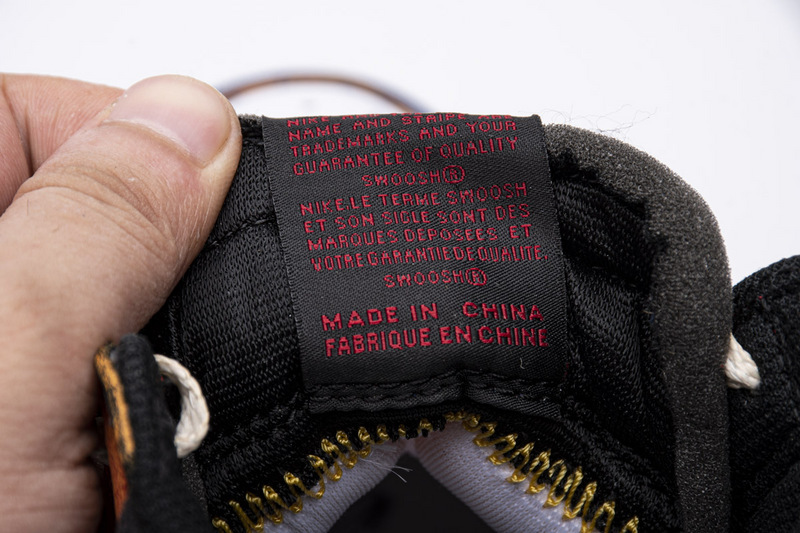 NAME AND STRIPE ARE
TRADEMARKS AND YOUR
GUARANTEE OF QUALITY
SWOOSH®
NIKE.LE TERME SWOOSH
ET SON SIGLE SONT DES
MARQUES DEPOSEES ET
VOTRE GARANTIE DE QUALITE.
SWOOSH®
MADE IN CHINA
FABRIQUE EN CHINE